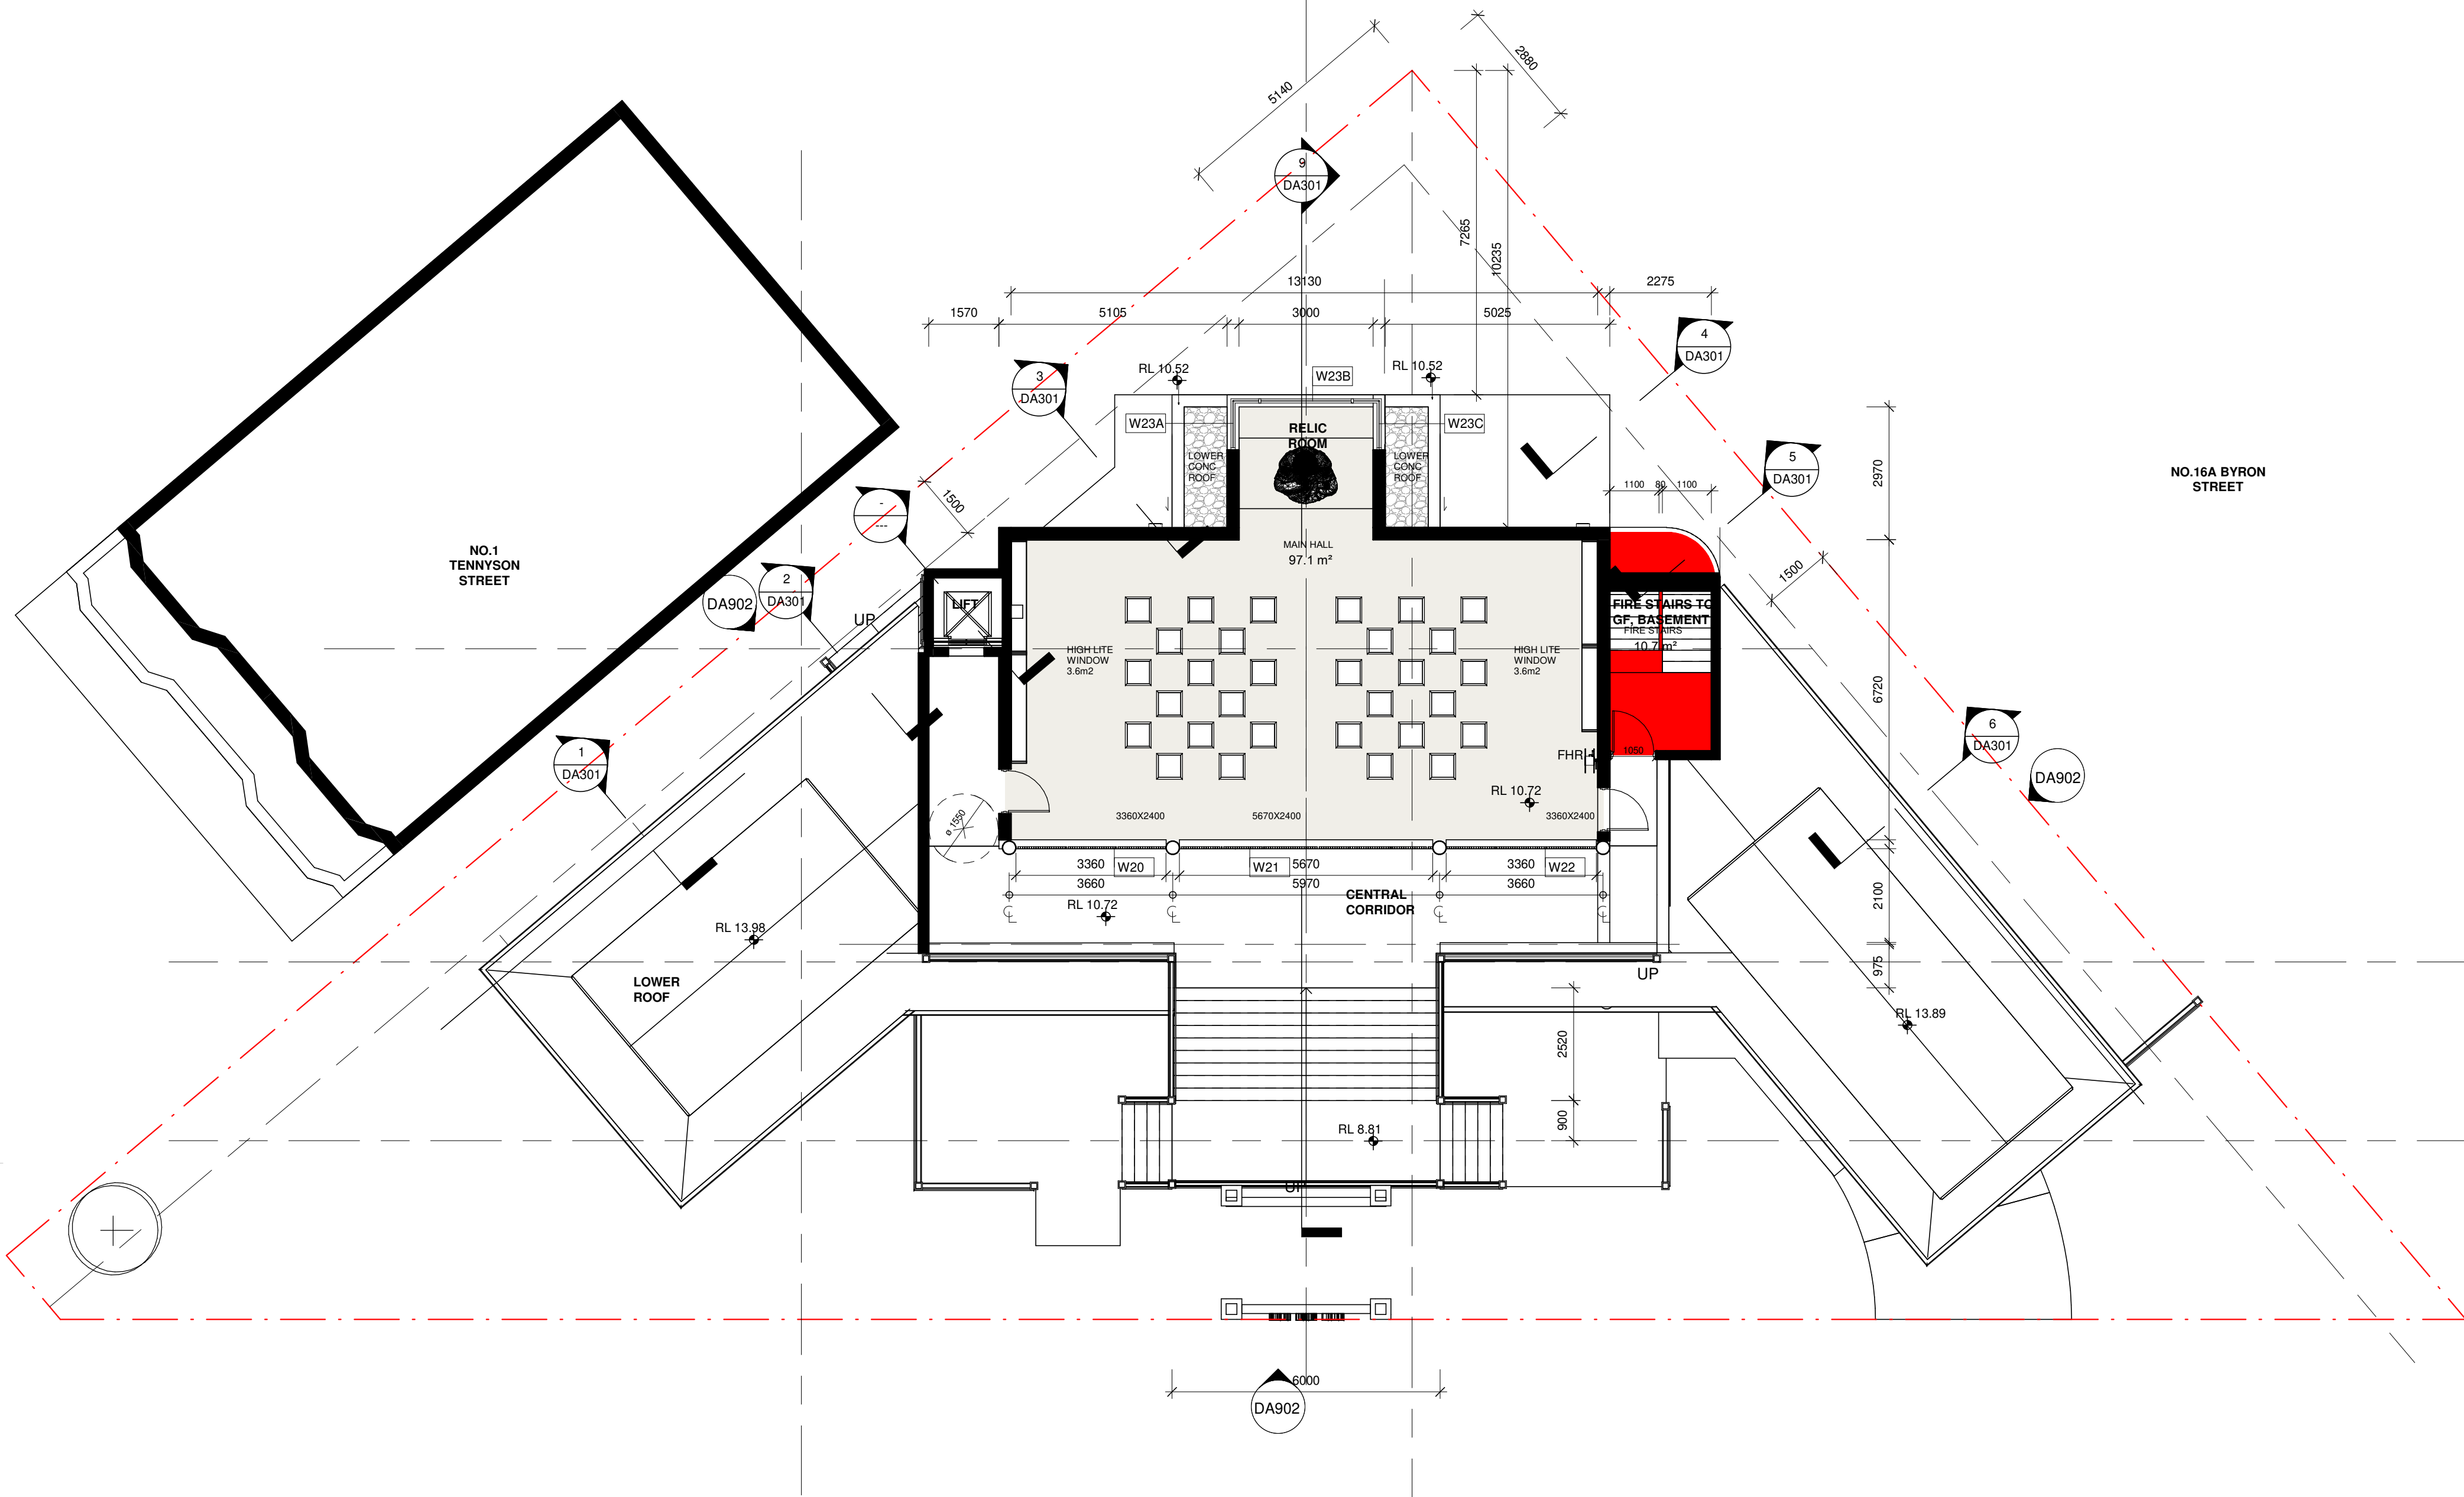 2880
5140
9
DA301
7265
10235
13130
2275
1570
5105
3000
5025
4
DA301
3
DA301
RL 10.52
RL 10.52
W23B
W23A
W23C
RELIC
ROOM
LOWER
CONC
ROOF
LOWER
CONC
ROOF
5
DA301
2970
NO.16A BYRON
STREET
1100
80
1100
1500
-
---
NO.1
TENNYSON
STREET
MAIN HALL
97.1 m²
1500
2
DA301
DA902
UP
LIFT
FIRE STAIRS TO
GF, BASEMENT
FIRE STAIRS
10.7 m²
HIGH LITE
WINDOW
3.6m2
HIGH LITE
WINDOW
3.6m2
6720
6
DA301
1
DA301
FHR
1050
DA902
RL 10.72
ø 1550
3360X2400
5670X2400
3360X2400
3360
W20
W21
5670
3360
W22
3660
5970
3660
CENTRAL
CORRIDOR
RL 10.72
2100
RL 13.98
975
UP
LOWER
ROOF
RL 13.89
2520
900
RL 8.81
UP
6000
DA902